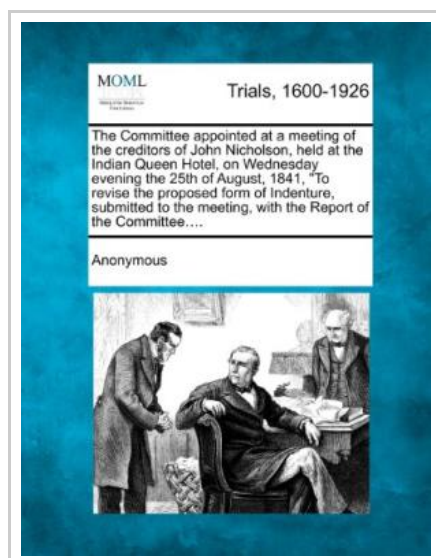 MOML
Trials, 1600-1926
The Committee appointed at a meeting of
the creditors of John Nicholson, held at the
Indian Queen Hotel, on Wednesday
evening the 25th of August, 1841, "To
revise the proposed form of Indenture,
submitted to the meeting, with the Report of
the Committee....
Anonymous